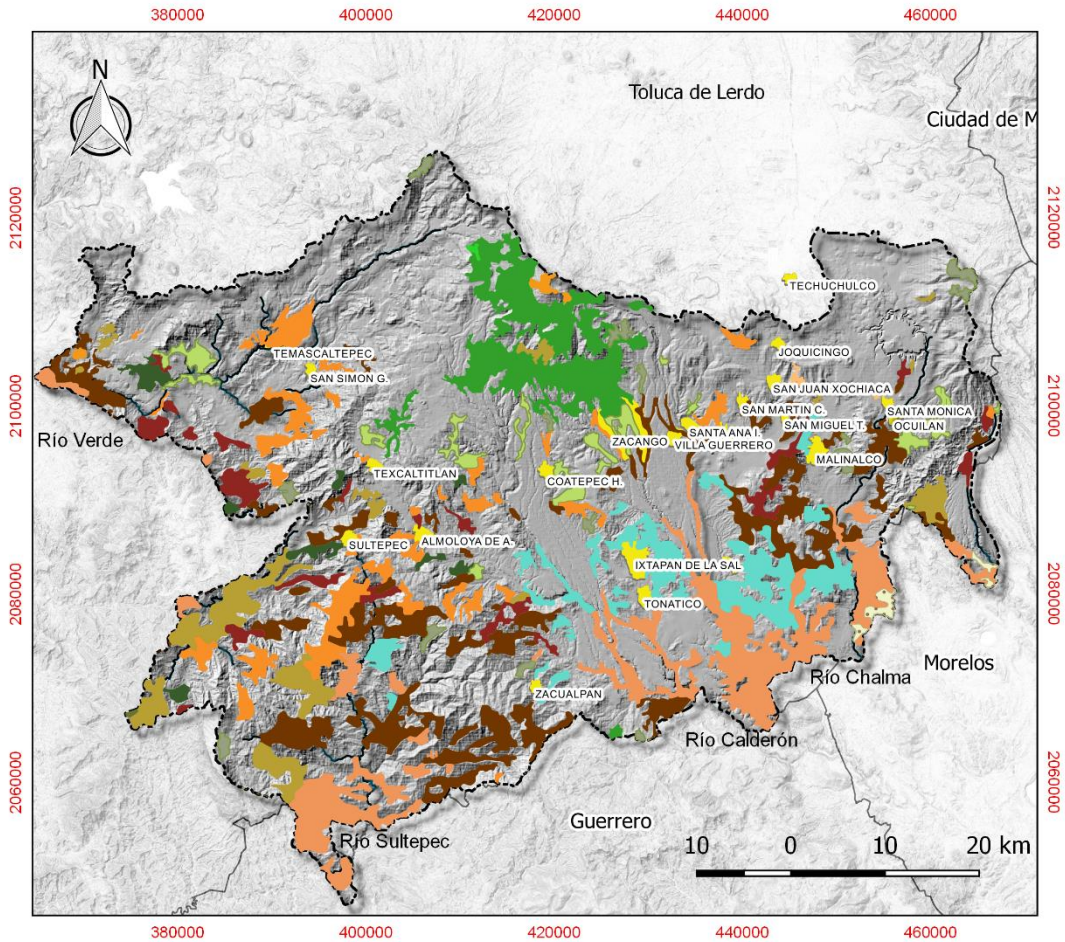 380000
400000
420000
440000
460000
N
Toluca de Lerdo
Ciudad de M
2120000
2120000
TECHUCHULCO
TEMASCALTEPEC
JOQUICINGO
SAN SIMON G.
SAN JUAN XOCHIACA
2100000
2100000
SAN MARTIN C.
SANTA MONICA
OCUILAN
SAN MIGUEL T.
Río Verde
SANTA ANA I.
ZACANGO
VILLA GUERRERO
MALINALCO
TEXCALTITLAN
COATEPEC H.
SULTEPEC
ALMOLOYA DE A.
IXTAPAN DE LA SAL
2080000
2080000
TONATICO
Morelos
Río Chalma
ZACUALPAN
Río Calderón
2060000
2060000
Guerrero
Río Sultepec
10
0
10
20 km
380000
400000
420000
440000
460000